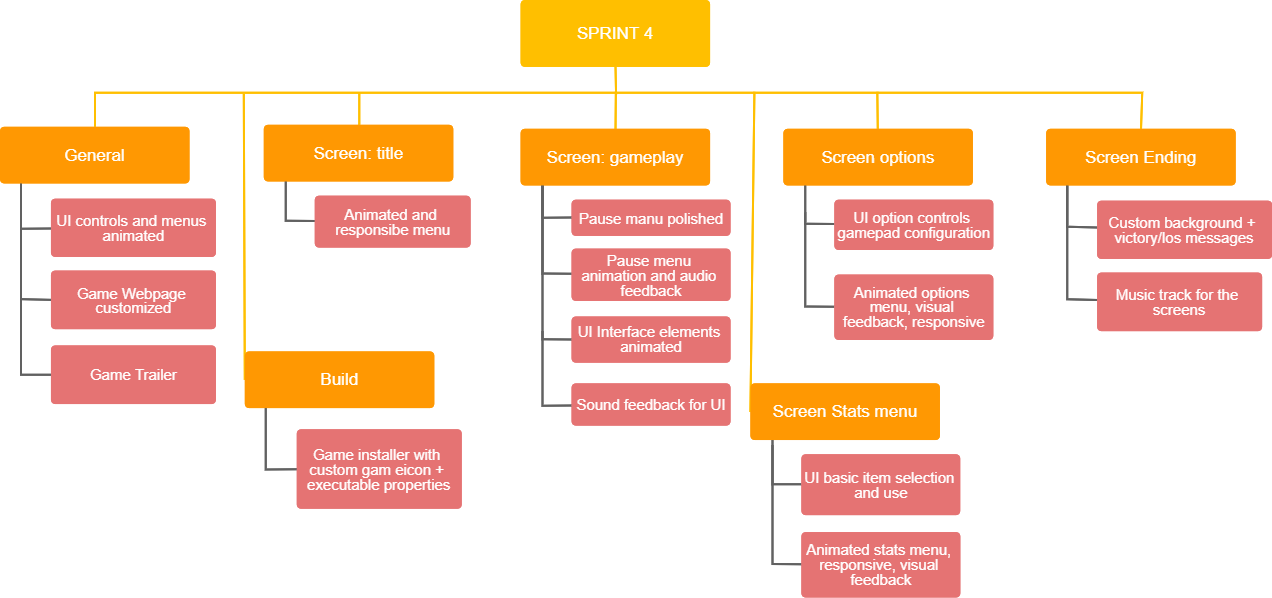 SPRINT 4
General
UI controls and menus
animated
Game Webpage
customized
Game Trailer
Screen: title
Animated and
responsibe menu
Build
Game installer with
custom gam eicon +
executable properties
Screen: gameplay
Pause manu polished
Pause menu
animation and audio
feedback
UI Interface elements
animated
Sound feedback for UI
Screen options
UI option controls
gamepad configuration
Animated options
menu, visual
feedback, responsive
Screen Stats menu
UI basic item selection
and use
Animated stats menu,
responsive, visual
feedback
Screen Ending
Custom background +
victory/los messages
Music track for the
screens